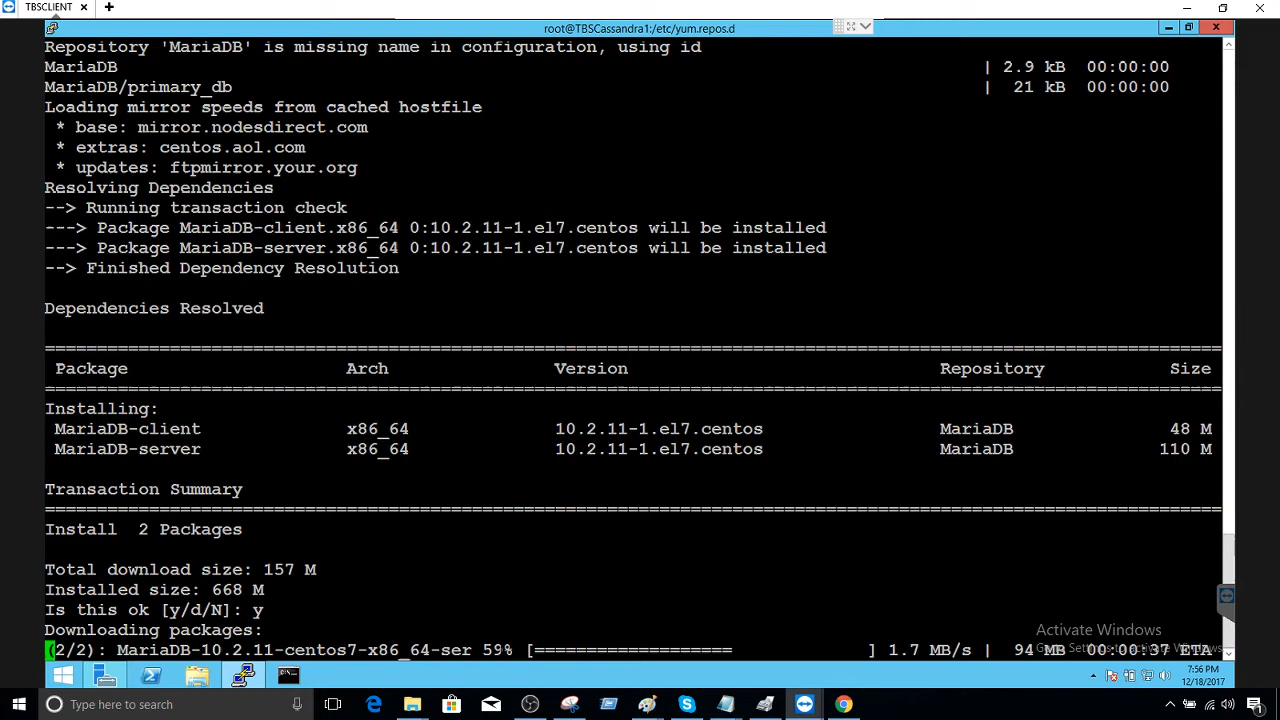 TBSCLIENT
root@TBSCassandra1:/etc/yum.repos.d
Repository 'MariaDB' is missing name in configuration, using id
MariaDB | 2.9 kB 00:00:00
MariaDB/primary_db | 21 kB 00:00:00
Loading mirror speeds from cached hostfile
* base: mirror.nodesdirect.com
* extras: centos.aol.com
* updates: ftpmirror.your.org
Resolving Dependencies
--> Running transaction check
---> Package MariaDB-client.x86_64 0:10.2.11-1.el7.centos will be installed
---> Package MariaDB-server.x86_64 0:10.2.11-1.el7.centos will be installed
--> Finished Dependency Resolution
Dependencies Resolved
Package Arch Version Repository Size
Installing:
MariaDB-client x86_64 10.2.11-1.el7.centos MariaDB 48 M
MariaDB-server x86_64 10.2.11-1.el7.centos MariaDB 110 M
Transaction Summary
Install 2 Packages
Total download size: 157 M
Installed size: 668 M
Is this ok [y/d/N]: y
Downloading packages:
(2/2): MariaDB-10.2.11-centos7-x86_64-ser 59% [================== ] 1.7 MB/s | 94 MB 00:00:37 ETA
Activate Windows
7:56 PM
12/18/2017
Type here to search